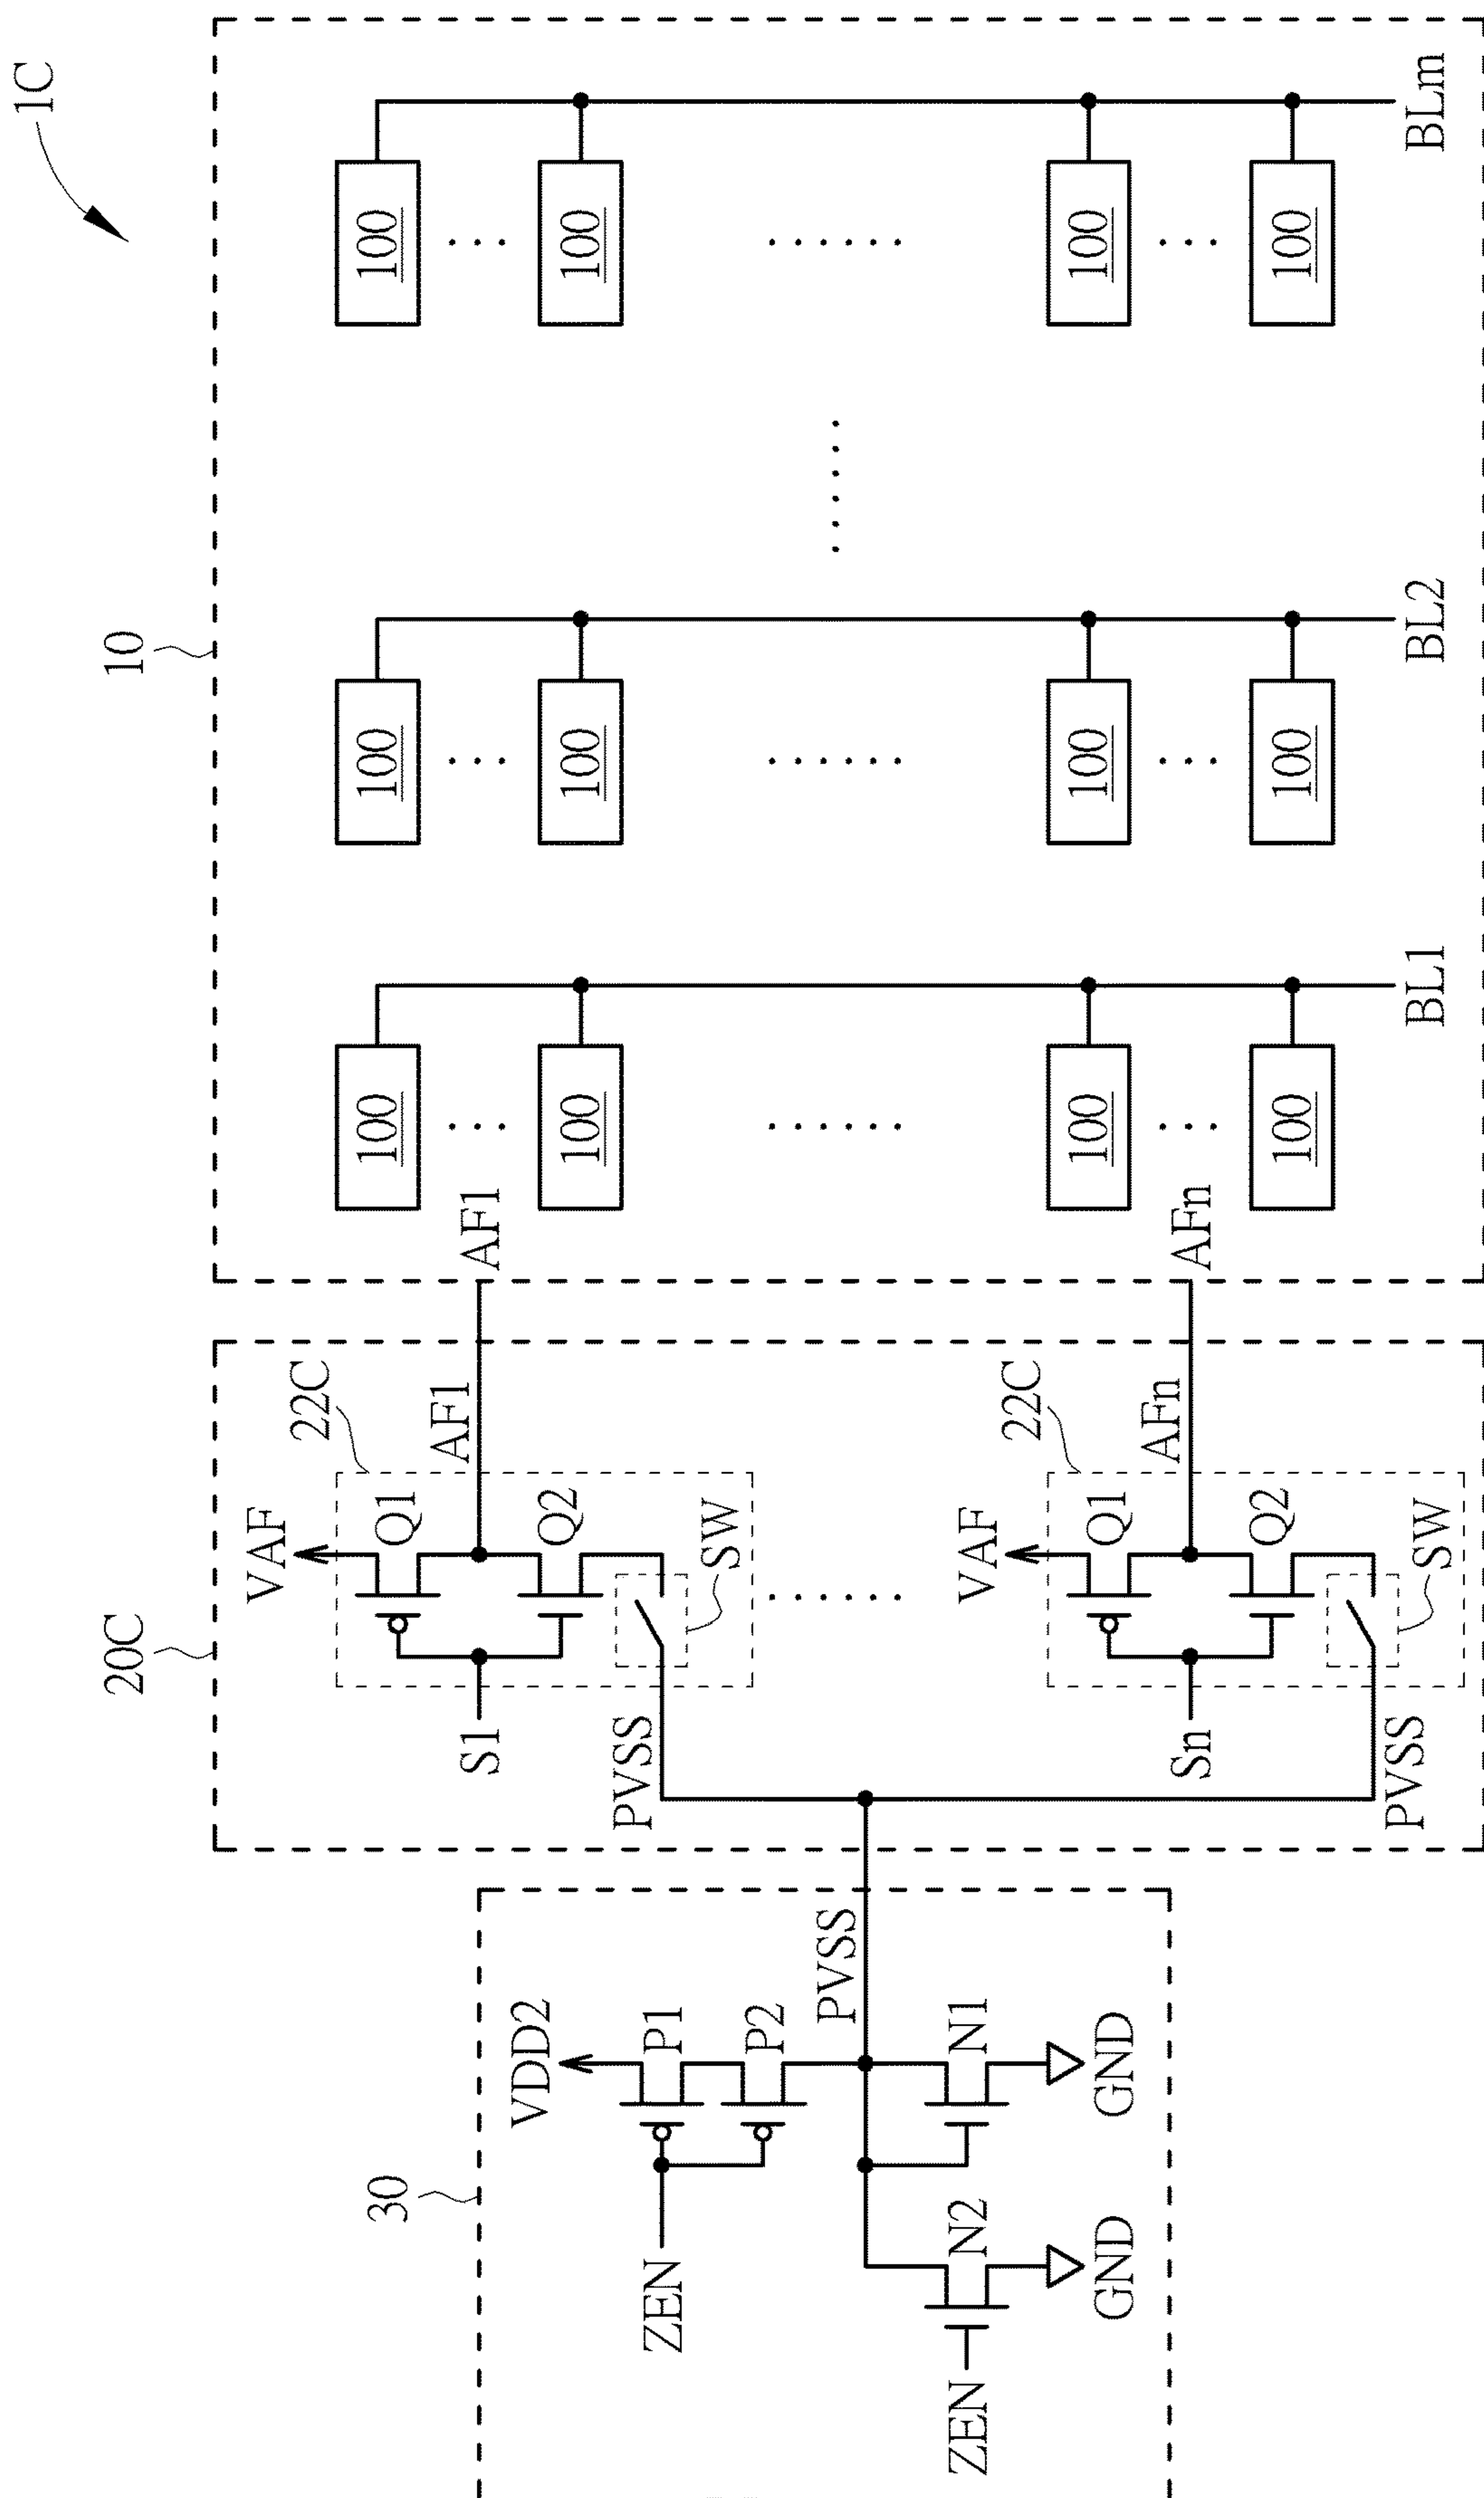 1C
10
20C
30
VDD2
P1
P2
ZEN
PVSS
N1
GND
N2
GND
ZEN
VAF
22C
Q1
AF1
Q2
S1
SW
PVSS
VAF
22C
Q1
AFn
Q2
Sn
SW
PVSS
AF1
100
100
100
100
100
100
AFn
100
100
100
100
100
100
BL1
BL2
BLm